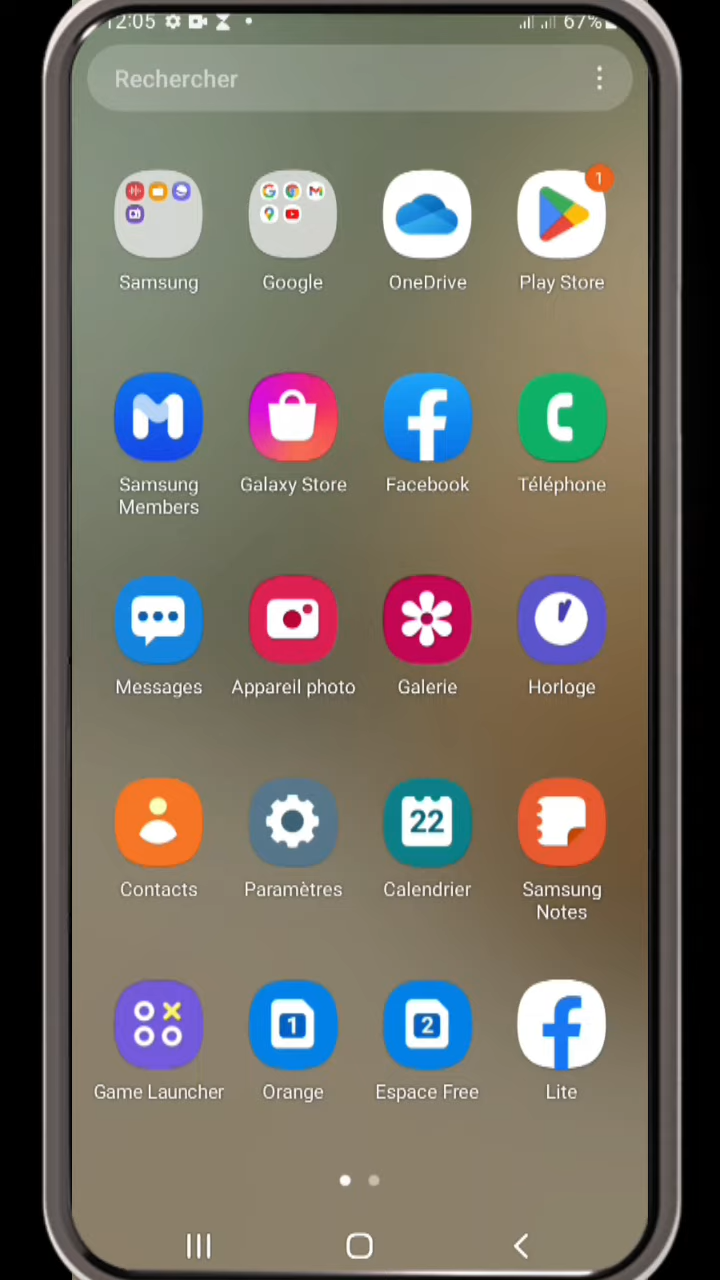 12:05 67%
Rechercher
1
Samsung Google OneDrive Play Store
Samsung Members Galaxy Store Facebook Téléphone
Messages Appareil photo Galerie Horloge
22
Contacts Paramètres Calendrier Samsung Notes
1 2
Game Launcher Orange Espace Free Lite